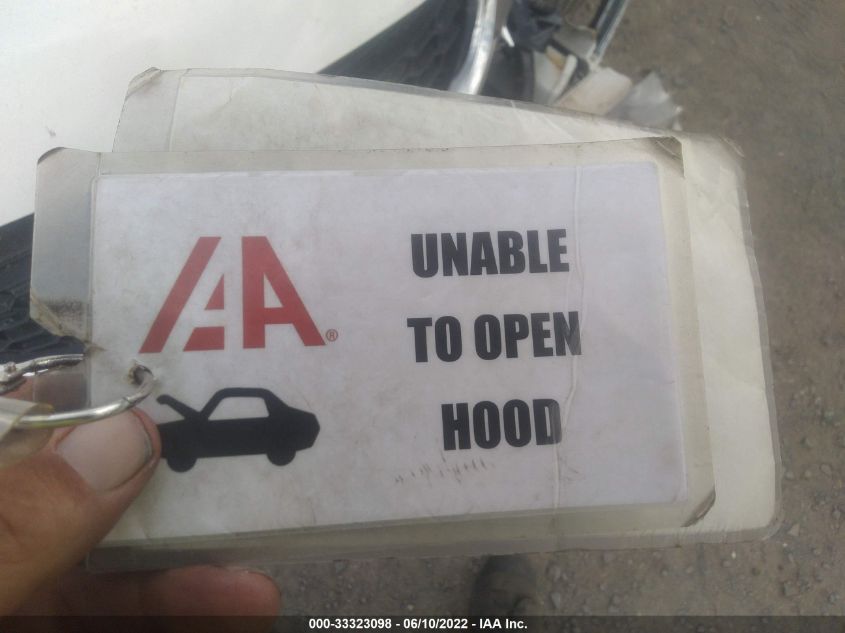 IAA®
UNABLE
TO OPEN
HOOD
000-33323098 - 06/10/2022 - IAA Inc.